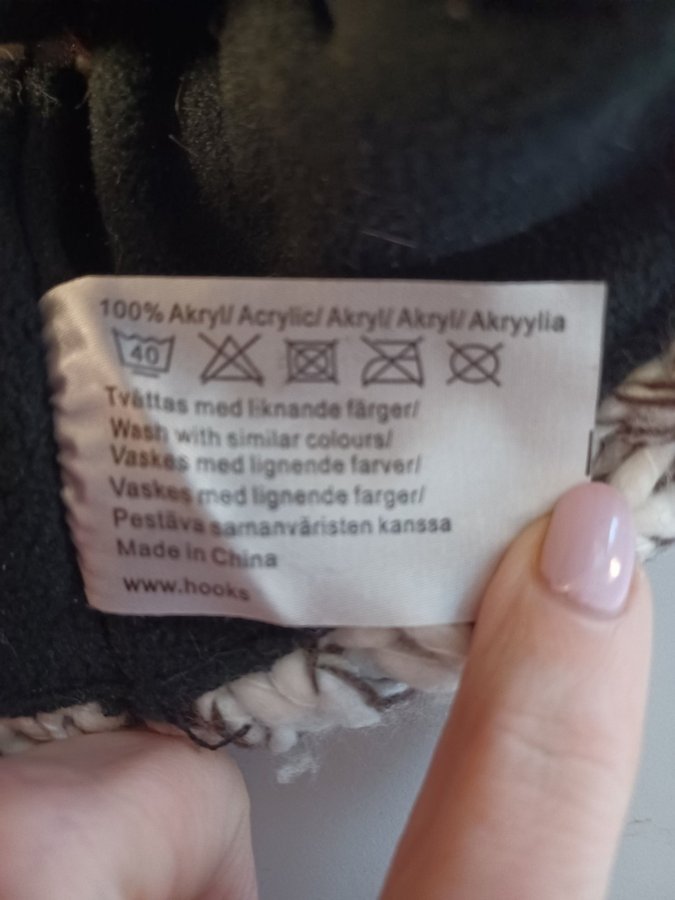 100% Akryl/ Acrylic/ Akryl/ Akryl/ Akryylia
40
Tvättas med liknande färger/
Wash with similar colours/
Vaskes med lignende farver/
Vaskes med lignende farger/
Pestävä samanväristen kanssa
Made in China
www.hooks